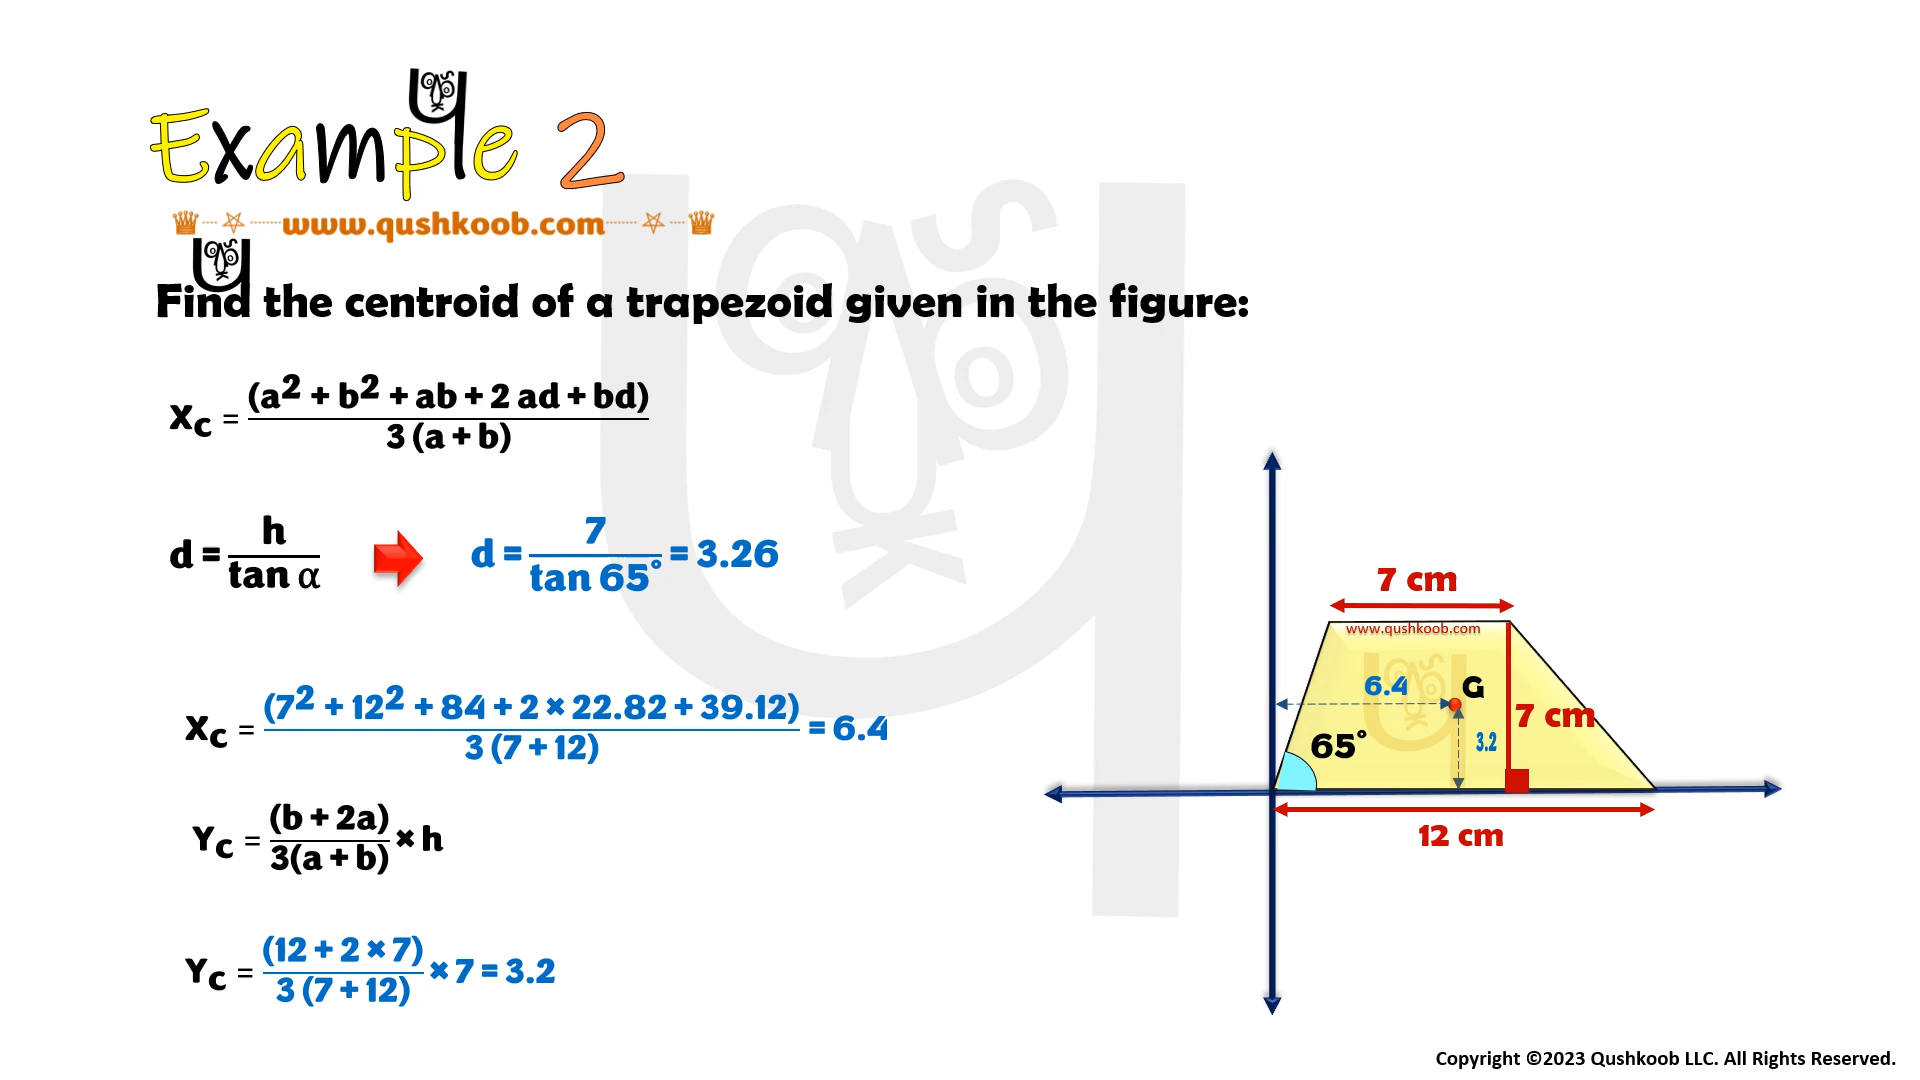 Example 2
www.qushkoob.com
Find the centroid of a trapezoid given in the figure:
Xc = (a² + b² + ab + 2 ad + bd) / 3 (a + b)
d = h / tan α
d = 7 / tan 65° = 3.26
Xc = (7² + 12² + 84 + 2 × 22.82 + 39.12) / 3 (7 + 12) = 6.4
Yc = (b + 2a) / 3(a + b) × h
Yc = (12 + 2 × 7) / 3 (7 + 12) × 7 = 3.2
7 cm
www.qushkoob.com
6.4
G
7 cm
65°
3.2
12 cm
Copyright ©2023 Qushkoob LLC. All Rights Reserved.